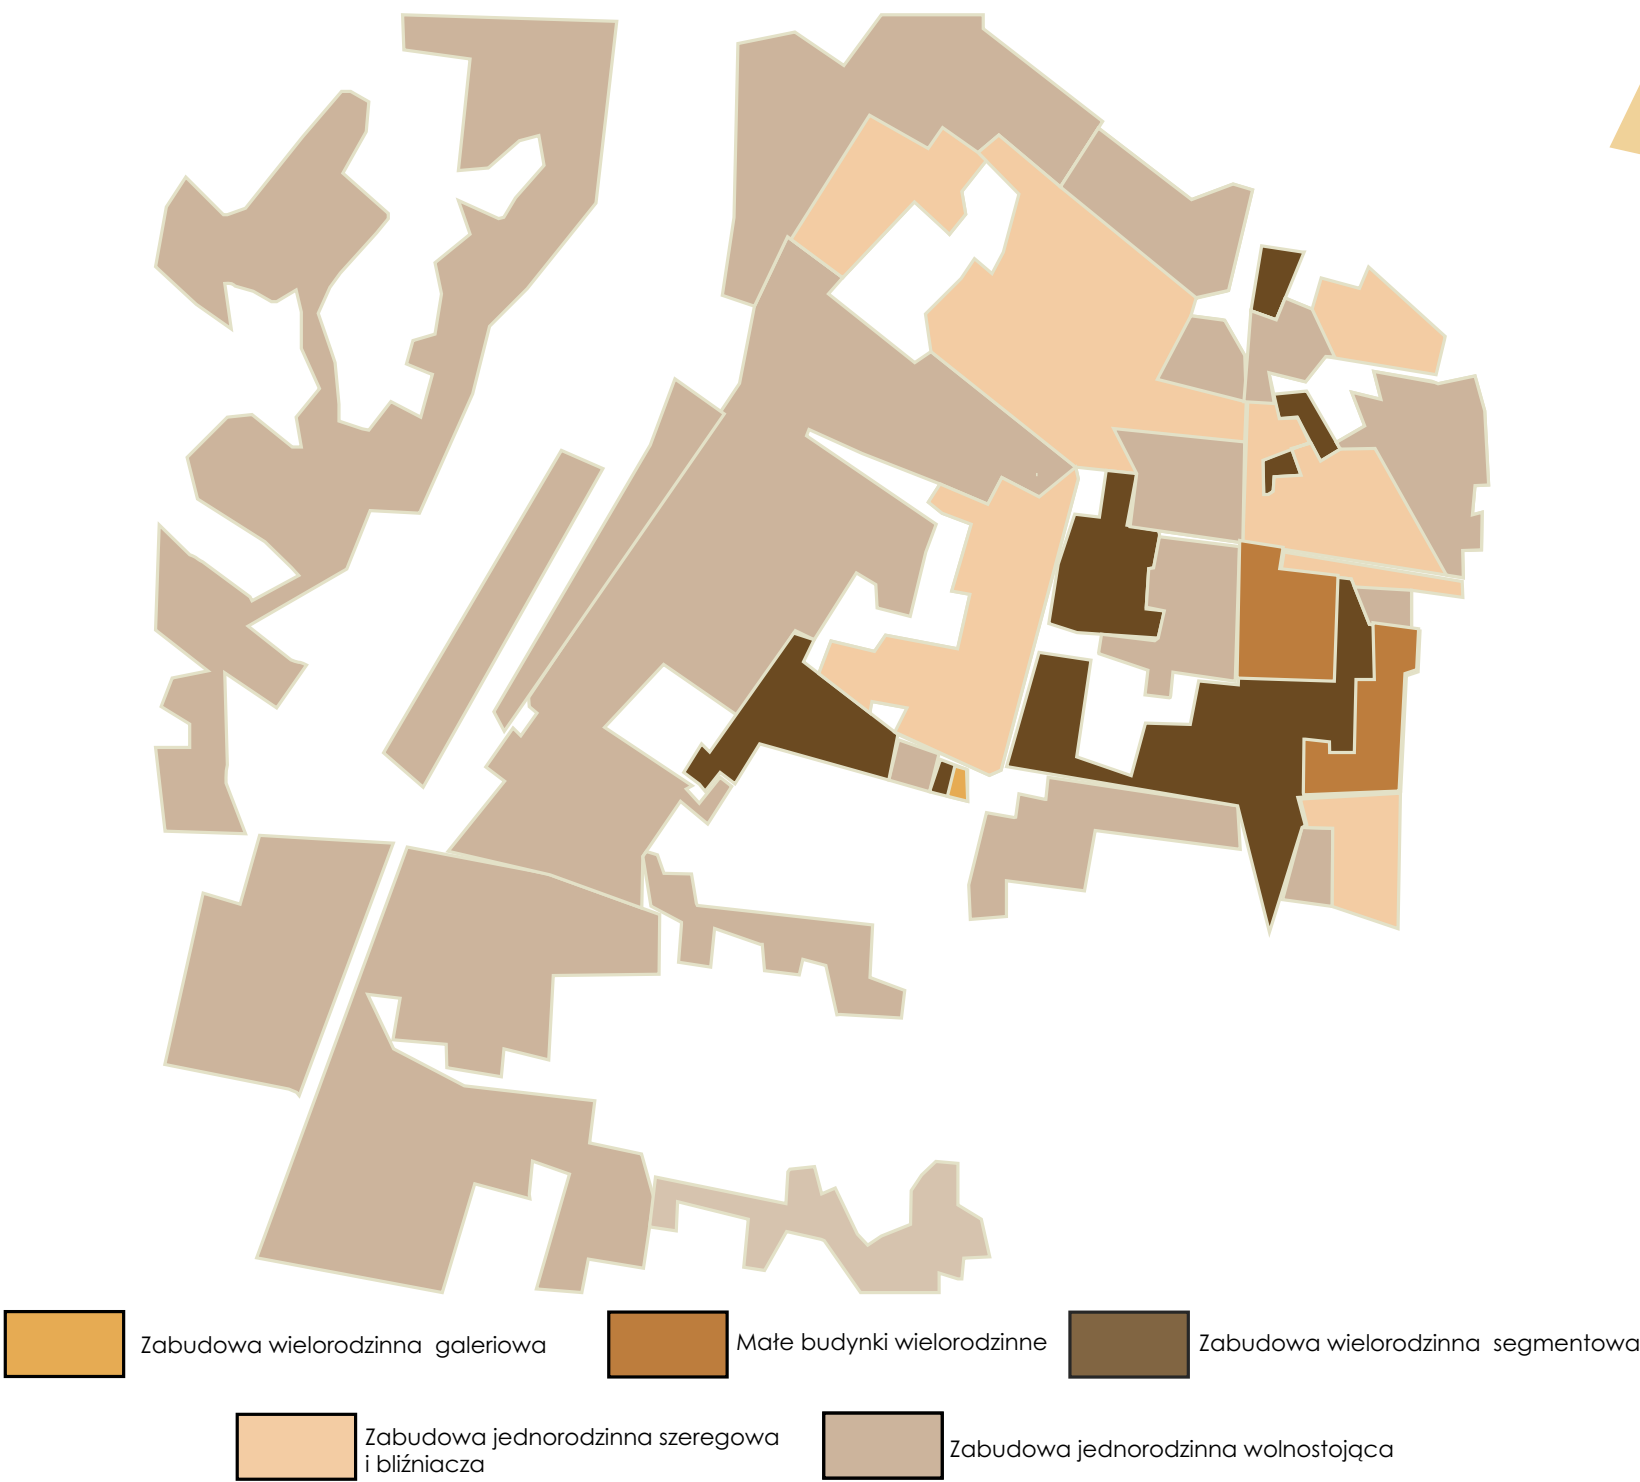 Zabudowa wielorodzinna galeriowa
Małe budynki wielorodzinne
Zabudowa wielorodzinna segmentowa
Zabudowa jednorodzinna szeregowa
i bliźniacza
Zabudowa jednorodzinna wolnostojąca